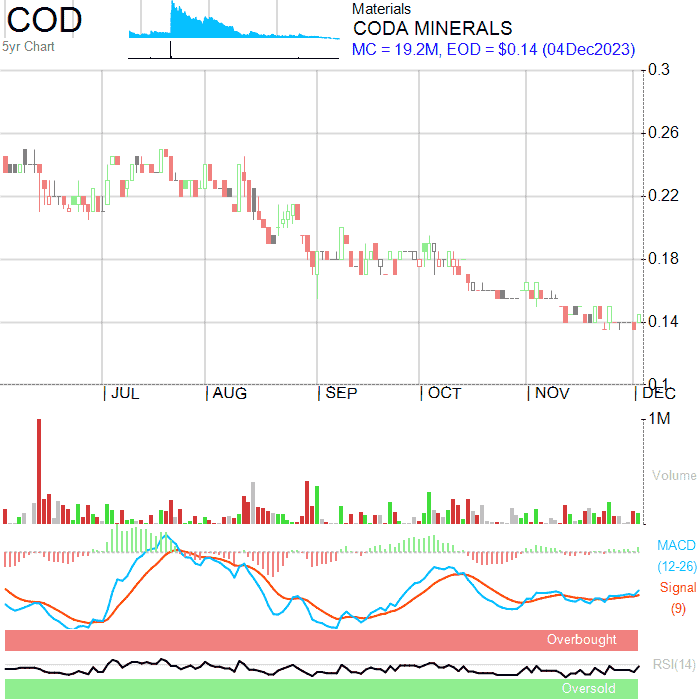 COD
5yr Chart
Materials
CODA MINERALS
MC = 19.2M, EOD = $0.14 (04Dec2023)
0.3
0.26
0.22
0.18
0.14
0.1
JUL AUG SEP OCT NOV DEC
1M
Volume
MACD
(12-26)
Signal
(9)
Overbought
RSI(14)
Oversold